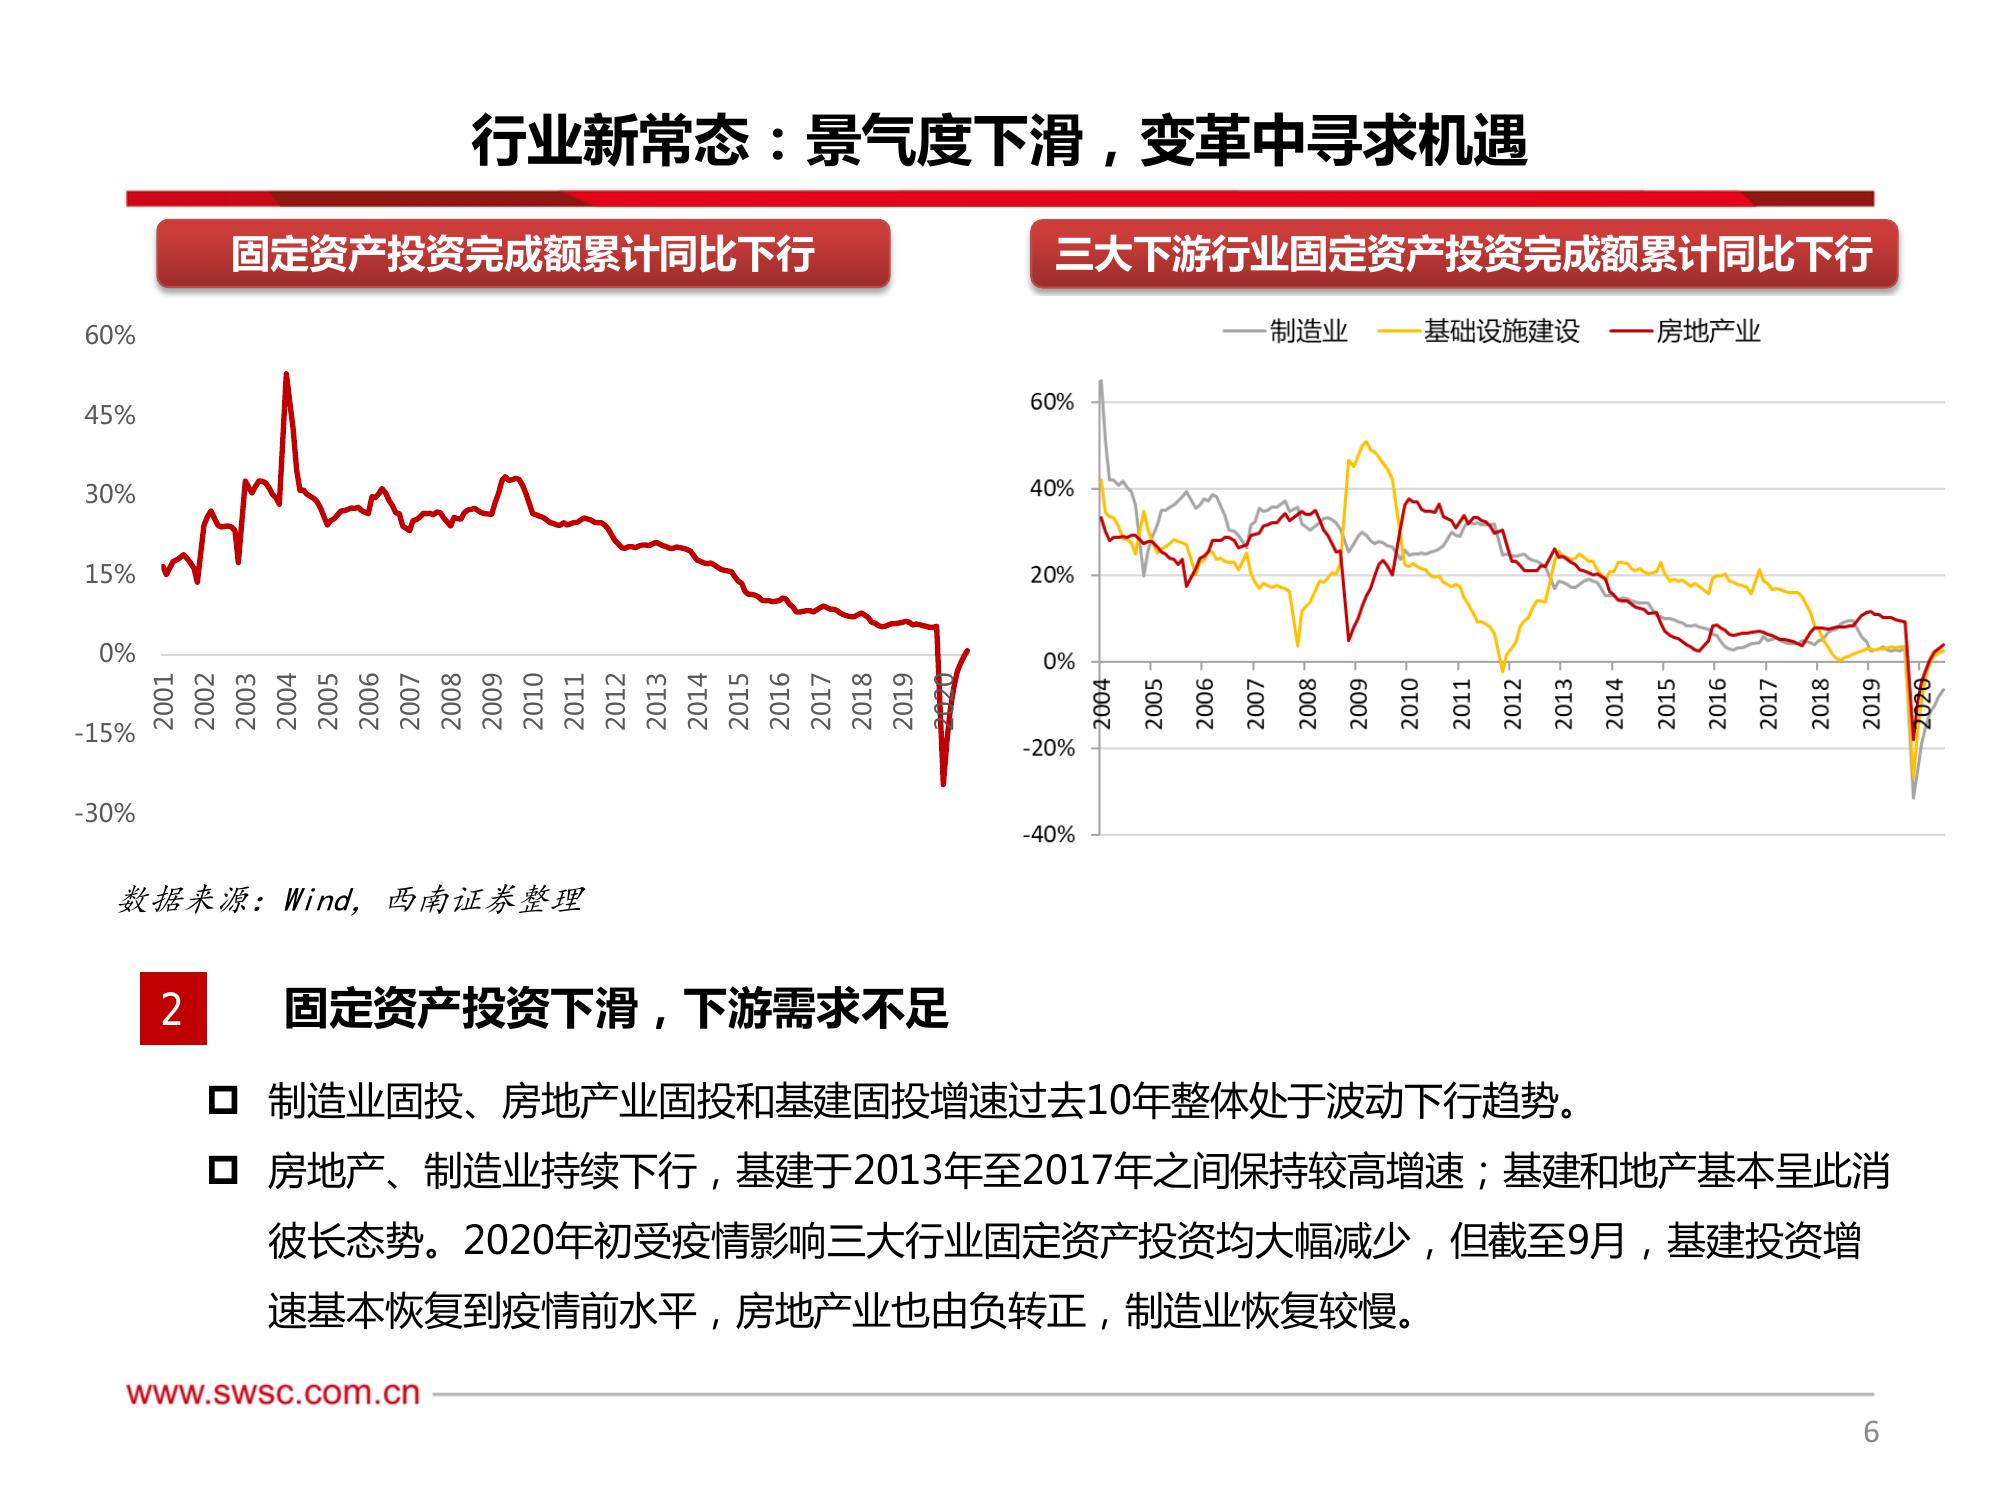 行业新常态：景气度下滑，变革中寻求机遇
固定资产投资完成额累计同比下行
三大下游行业固定资产投资完成额累计同比下行
60%
45%
30%
15%
0%
-15%
-30%
2001 2002 2003 2004 2005 2006 2007 2008 2009 2010 2011 2012 2013 2014 2015 2016 2017 2018 2019 2020
制造业 基础设施建设 房地产业
60%
40%
20%
0%
-20%
-40%
2004 2005 2006 2007 2008 2009 2010 2011 2012 2013 2014 2015 2016 2017 2018 2019 2020
数据来源：Wind，西南证券整理
2 固定资产投资下滑，下游需求不足
制造业固投、房地产业固投和基建固投增速过去10年整体处于波动下行趋势。
房地产、制造业持续下行，基建于2013年至2017年之间保持较高增速；基建和地产基本呈此消
彼长态势。2020年初受疫情影响三大行业固定资产投资均大幅减少，但截至9月，基建投资增
速基本恢复到疫情前水平，房地产业也由负转正，制造业恢复较慢。
www.swsc.com.cn
6